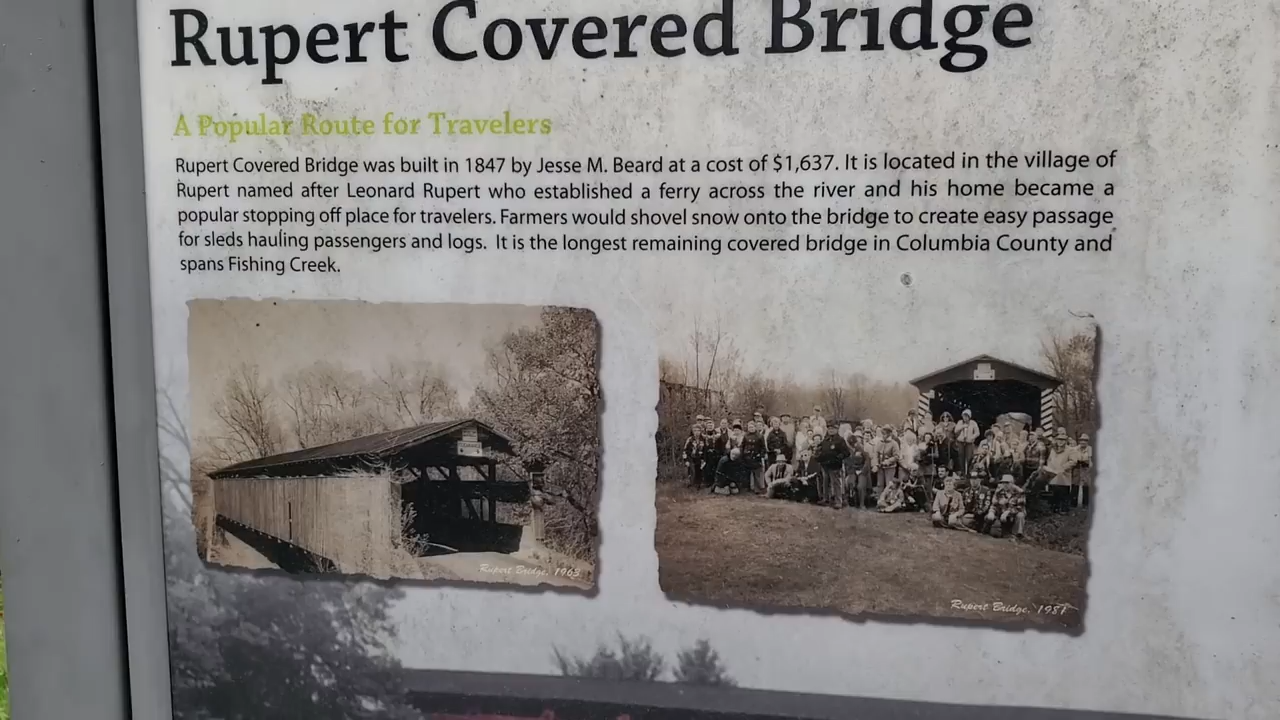 Rupert Covered Bridge
A Popular Route for Travelers
Rupert Covered Bridge was built in 1847 by Jesse M. Beard at a cost of $1,637. It is located in the village of
Rupert named after Leonard Rupert who established a ferry across the river and his home became a
popular stopping off place for travelers. Farmers would shovel snow onto the bridge to create easy passage
for sleds hauling passengers and logs. It is the longest remaining covered bridge in Columbia County and
spans Fishing Creek.
Rupert Bridge, 1963
Rupert Bridge,